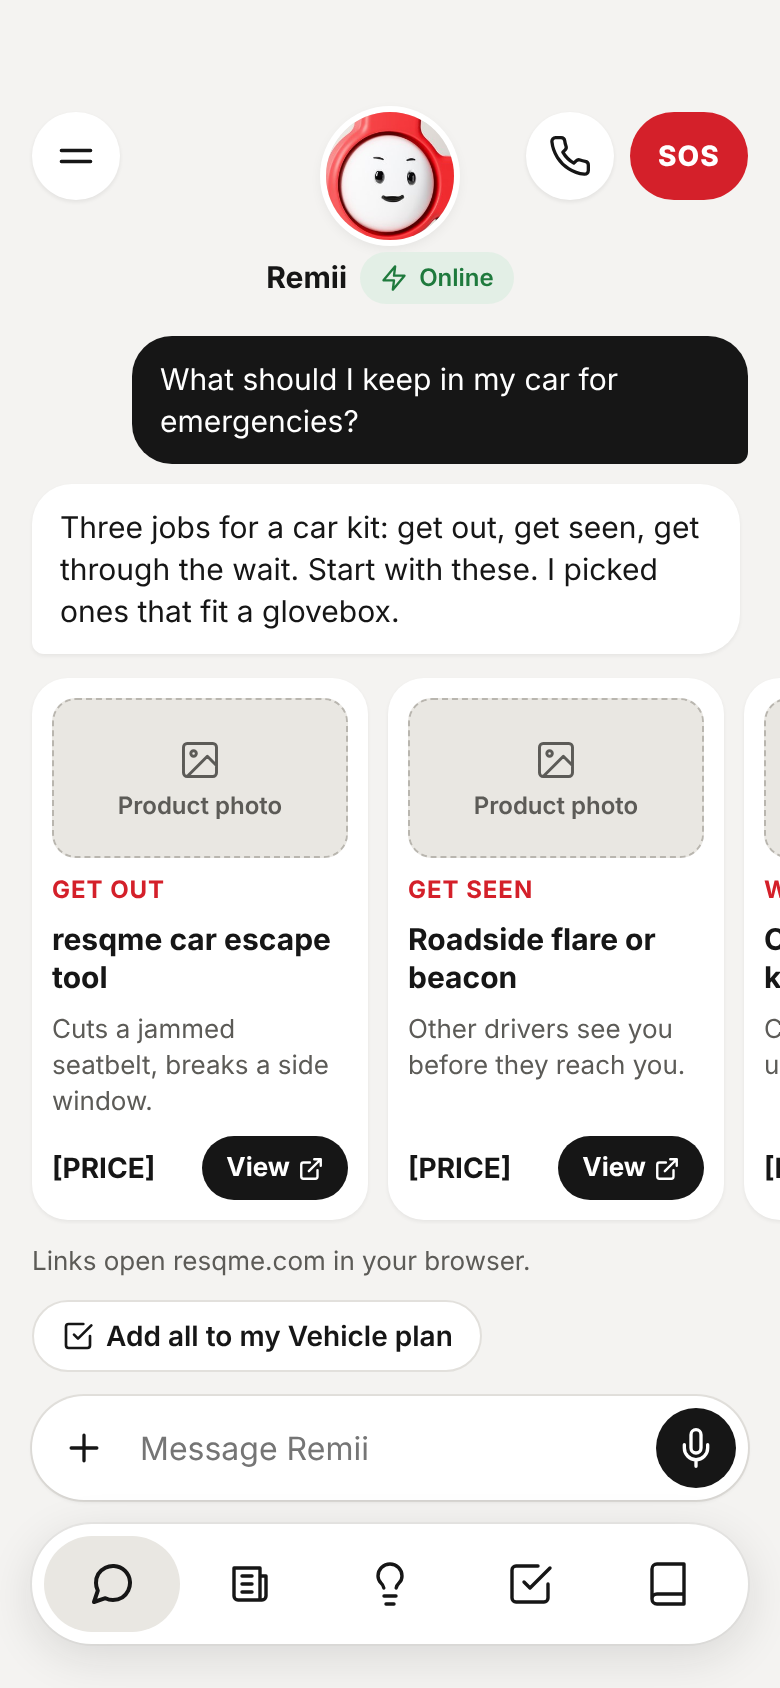 SOS
Remii
Online
What should I keep in my car for
emergencies?
Three jobs for a car kit: get out, get seen, get
through the wait. Start with these. I picked
ones that fit a glovebox.
Product photo
GET OUT
resqme car escape
tool
Cuts a jammed
seatbelt, breaks a side
window.
[PRICE]
View
Product photo
GET SEEN
Roadside flare or
beacon
Other drivers see you
before they reach you.
[PRICE]
View
Links open resqme.com in your browser.
Add all to my Vehicle plan
Message Remii